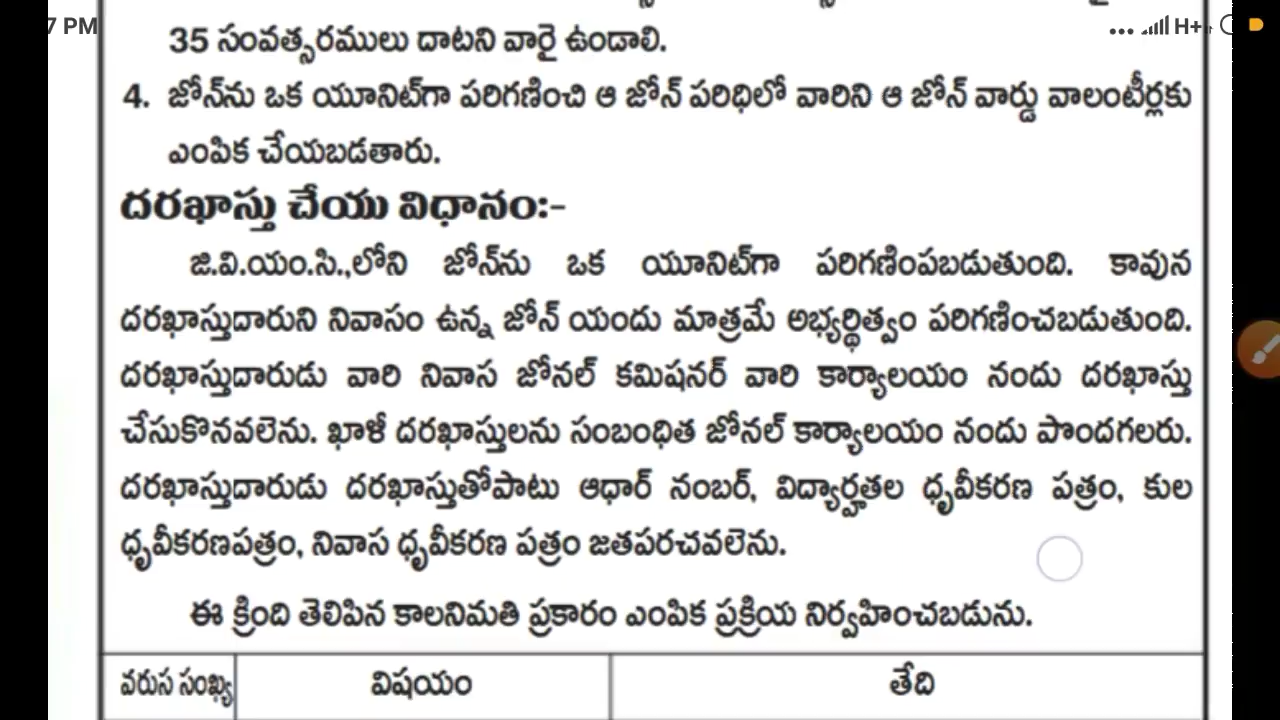 7 PM
H+
35 సంవత్సరములు దాటని వారై ఉండాలి.
4. జోన్‌ను ఒక యూనిట్‌గా పరిగణించి ఆ జోన్ పరిధిలో వారిని ఆ జోన్ వార్డు వాలంటీర్లకు
ఎంపిక చేయబడతారు.
దరఖాస్తు చేయు విధానం:-
జి.వి.యం.సి.,లోని జోన్‌ను ఒక యూనిట్‌గా పరిగణింపబడుతుంది. కావున
దరఖాస్తుదారుని నివాసం ఉన్న జోన్ యందు మాత్రమే అభ్యర్థిత్వం పరిగణించబడుతుంది.
దరఖాస్తుదారుడు వారి నివాస జోనల్ కమిషనర్ వారి కార్యాలయం నందు దరఖాస్తు
చేసుకొనవలెను. ఖాళీ దరఖాస్తులను సంబంధిత జోనల్ కార్యాలయం నందు పొందగలరు.
దరఖాస్తుదారుడు దరఖాస్తుతోపాటు ఆధార్ నంబర్, విద్యార్హతల ధృవీకరణ పత్రం, కుల
ధృవీకరణపత్రం, నివాస ధృవీకరణ పత్రం జతపరచవలెను.
ఈ క్రింది తెలిపిన కాలనిమతి ప్రకారం ఎంపిక ప్రక్రియ నిర్వహించబడును.
వరుస సంఖ్య విషయం తేది